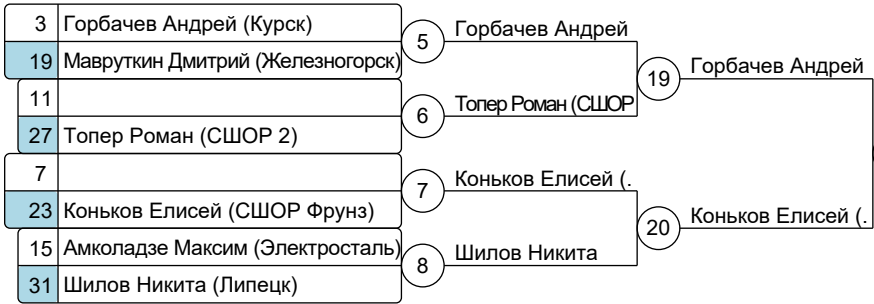 3 Горбачев Андрей (Курск)
19 Мавруткин Дмитрий (Железногорск)
5 Горбачев Андрей
11
27 Топер Роман (СШОР 2)
6 Топер Роман (СШОР
19 Горбачев Андрей
7
23 Коньков Елисей (СШОР Фрунз)
7 Коньков Елисей (.
15 Амколадзе Максим (Электросталь)
31 Шилов Никита (Липецк)
8 Шилов Никита
20 Коньков Елисей (.